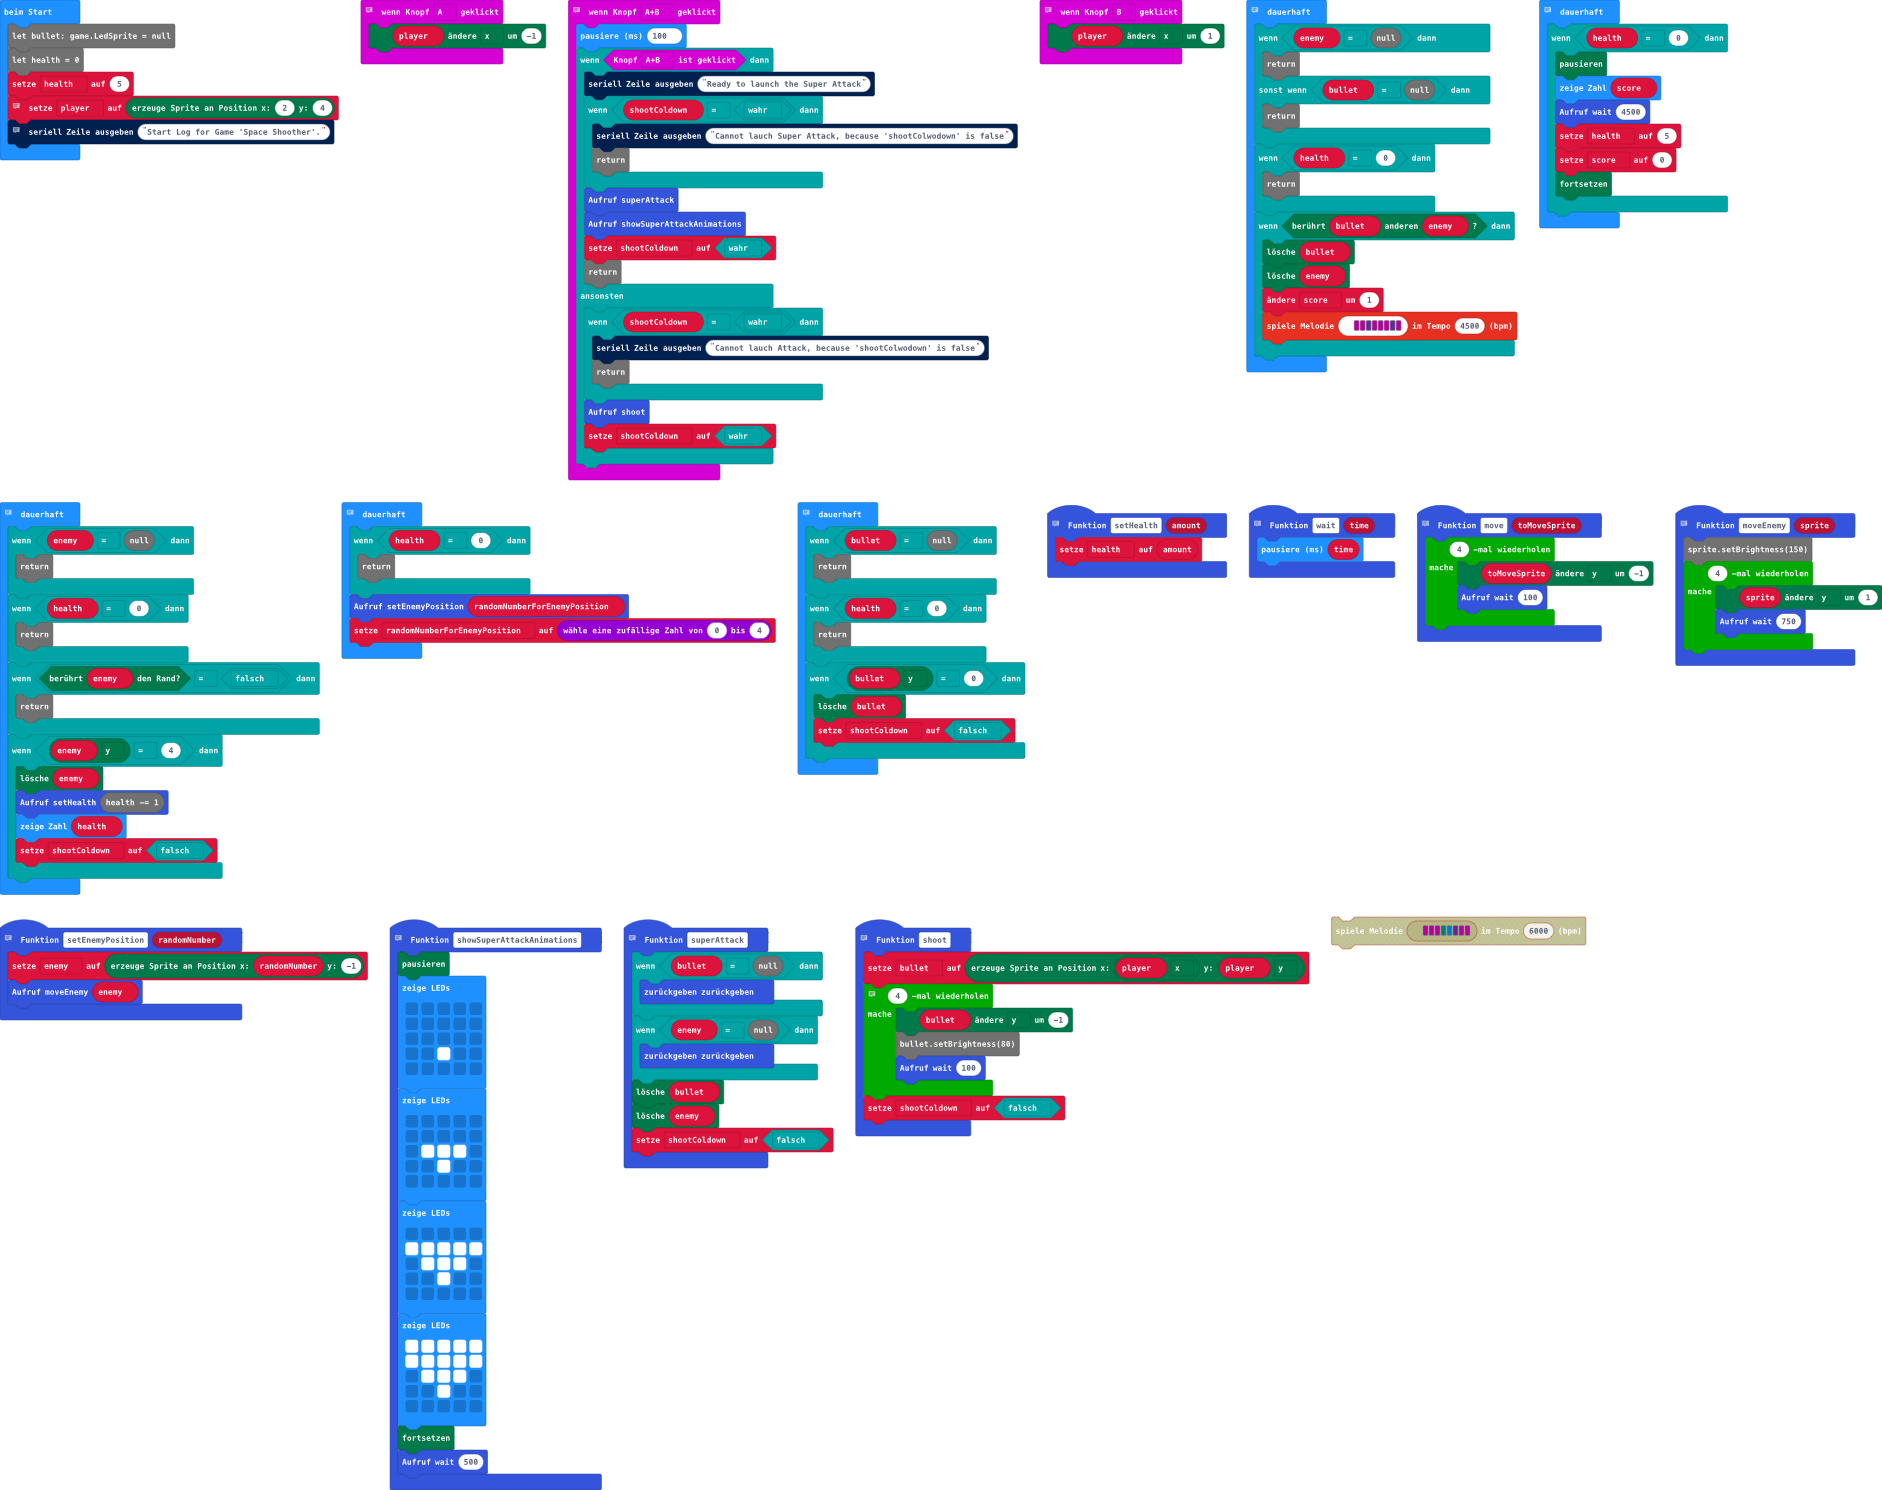 beim Start
let bullet: game.LedSprite = null
let health = 0
setze health auf 5
setze player auf erzeuge Sprite an Position x: 2 y: 4
seriell Zeile ausgeben "Start Log for Game 'Space Shoother'."
wenn Knopf A geklickt
player ändere x um -1
wenn Knopf A+B geklickt
pausiere (ms) 100
wenn Knopf A+B ist geklickt dann
seriell Zeile ausgeben "Ready to launch the Super Attack"
wenn shootColdown = wahr dann
seriell Zeile ausgeben "Cannot lauch Super Attack, because 'shootColwodown' is false"
return
Aufruf superAttack
Aufruf showSuperAttackAnimations
setze shootColdown auf wahr
return
ansonsten
wenn shootColdown = wahr dann
seriell Zeile ausgeben "Cannot lauch Attack, because 'shootColwodown' is false"
return
Aufruf shoot
setze shootColdown auf wahr
wenn Knopf B geklickt
player ändere x um 1
dauerhaft
wenn enemy = null dann
return
sonst wenn bullet = null dann
return
wenn health = 0 dann
return
wenn berührt bullet anderen enemy ? dann
lösche bullet
lösche enemy
ändere score um 1
spiele Melodie im Tempo 4500 (bpm)
dauerhaft
wenn health = 0 dann
pausieren
zeige Zahl score
Aufruf wait 4500
setze health auf 5
setze score auf 0
fortsetzen
dauerhaft
wenn enemy = null dann
return
wenn health = 0 dann
return
wenn berührt enemy den Rand? = falsch dann
return
wenn enemy y = 4 dann
lösche enemy
Aufruf setHealth health -= 1
zeige Zahl health
setze shootColdown auf falsch
dauerhaft
wenn health = 0 dann
return
Aufruf setEnemyPosition randomNumberForEnemyPosition
setze randomNumberForEnemyPosition auf wähle eine zufällige Zahl von 0 bis 4
dauerhaft
wenn bullet = null dann
return
wenn health = 0 dann
return
wenn bullet y = 0 dann
lösche bullet
setze shootColdown auf falsch
Funktion setHealth amount
setze health auf amount
Funktion wait time
pausiere (ms) time
Funktion move toMoveSprite
4 -mal wiederholen
mache toMoveSprite ändere y um -1
Aufruf wait 100
Funktion moveEnemy sprite
sprite.setBrightness(150)
4 -mal wiederholen
mache sprite ändere y um 1
Aufruf wait 750
Funktion setEnemyPosition randomNumber
setze enemy auf erzeuge Sprite an Position x: randomNumber y: -1
Aufruf moveEnemy enemy
Funktion showSuperAttackAnimations
pausieren
zeige LEDs
zeige LEDs
zeige LEDs
zeige LEDs
fortsetzen
Aufruf wait 500
Funktion superAttack
wenn bullet = null dann
zurückgeben zurückgeben
wenn enemy = null dann
zurückgeben zurückgeben
lösche bullet
lösche enemy
setze shootColdown auf falsch
Funktion shoot
setze bullet auf erzeuge Sprite an Position x: player x y: player y
4 -mal wiederholen
mache bullet ändere y um -1
bullet.setBrightness(80)
Aufruf wait 100
setze shootColdown auf falsch
spiele Melodie im Tempo 6000 (bpm)